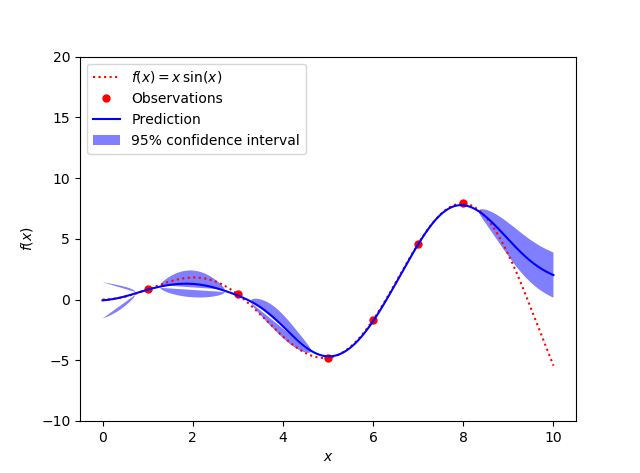 20
15
10
5
0
−5
−10
f(x)
f(x) = x sin(x)
Observations
Prediction
95% confidence interval
0 2 4 6 8 10
x